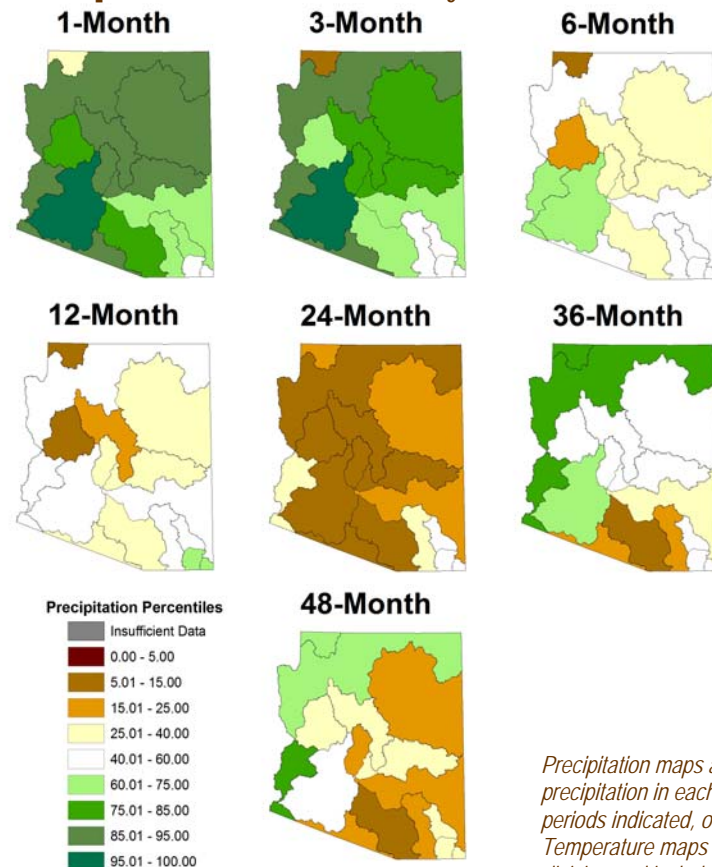 1-Month
3-Month
6-Month
12-Month
24-Month
36-Month
48-Month
Precipitation Percentiles
Insufficient Data
0.00 - 5.00
5.01 - 15.00
15.01 - 25.00
25.01 - 40.00
40.01 - 60.00
60.01 - 75.00
75.01 - 85.00
85.01 - 95.00
95.01 - 100.00
Precipitation maps
precipitation in each
periods indicated,
Temperature maps